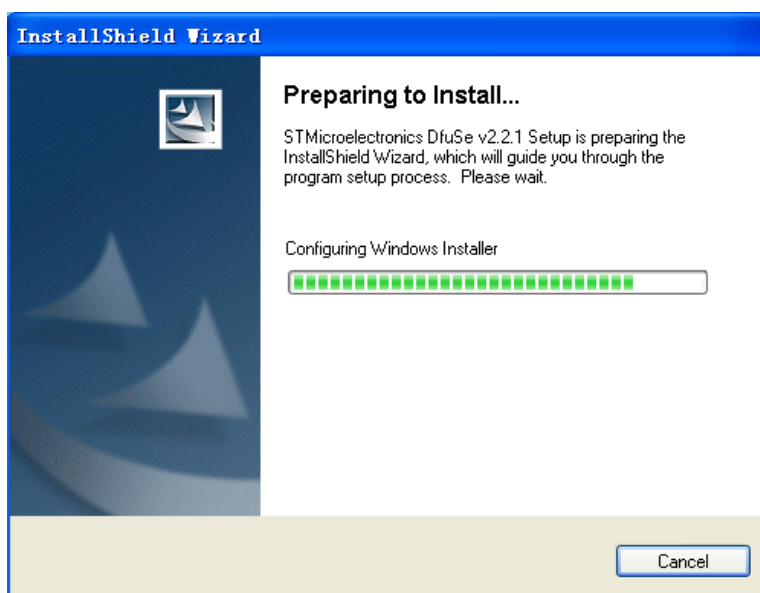 InstallShield Wizard
Preparing to Install...
STMicroelectronics DfuSe v2.2.1 Setup is preparing the
InstallShield Wizard, which will guide you through the
program setup process. Please wait.
Configuring Windows Installer
Cancel